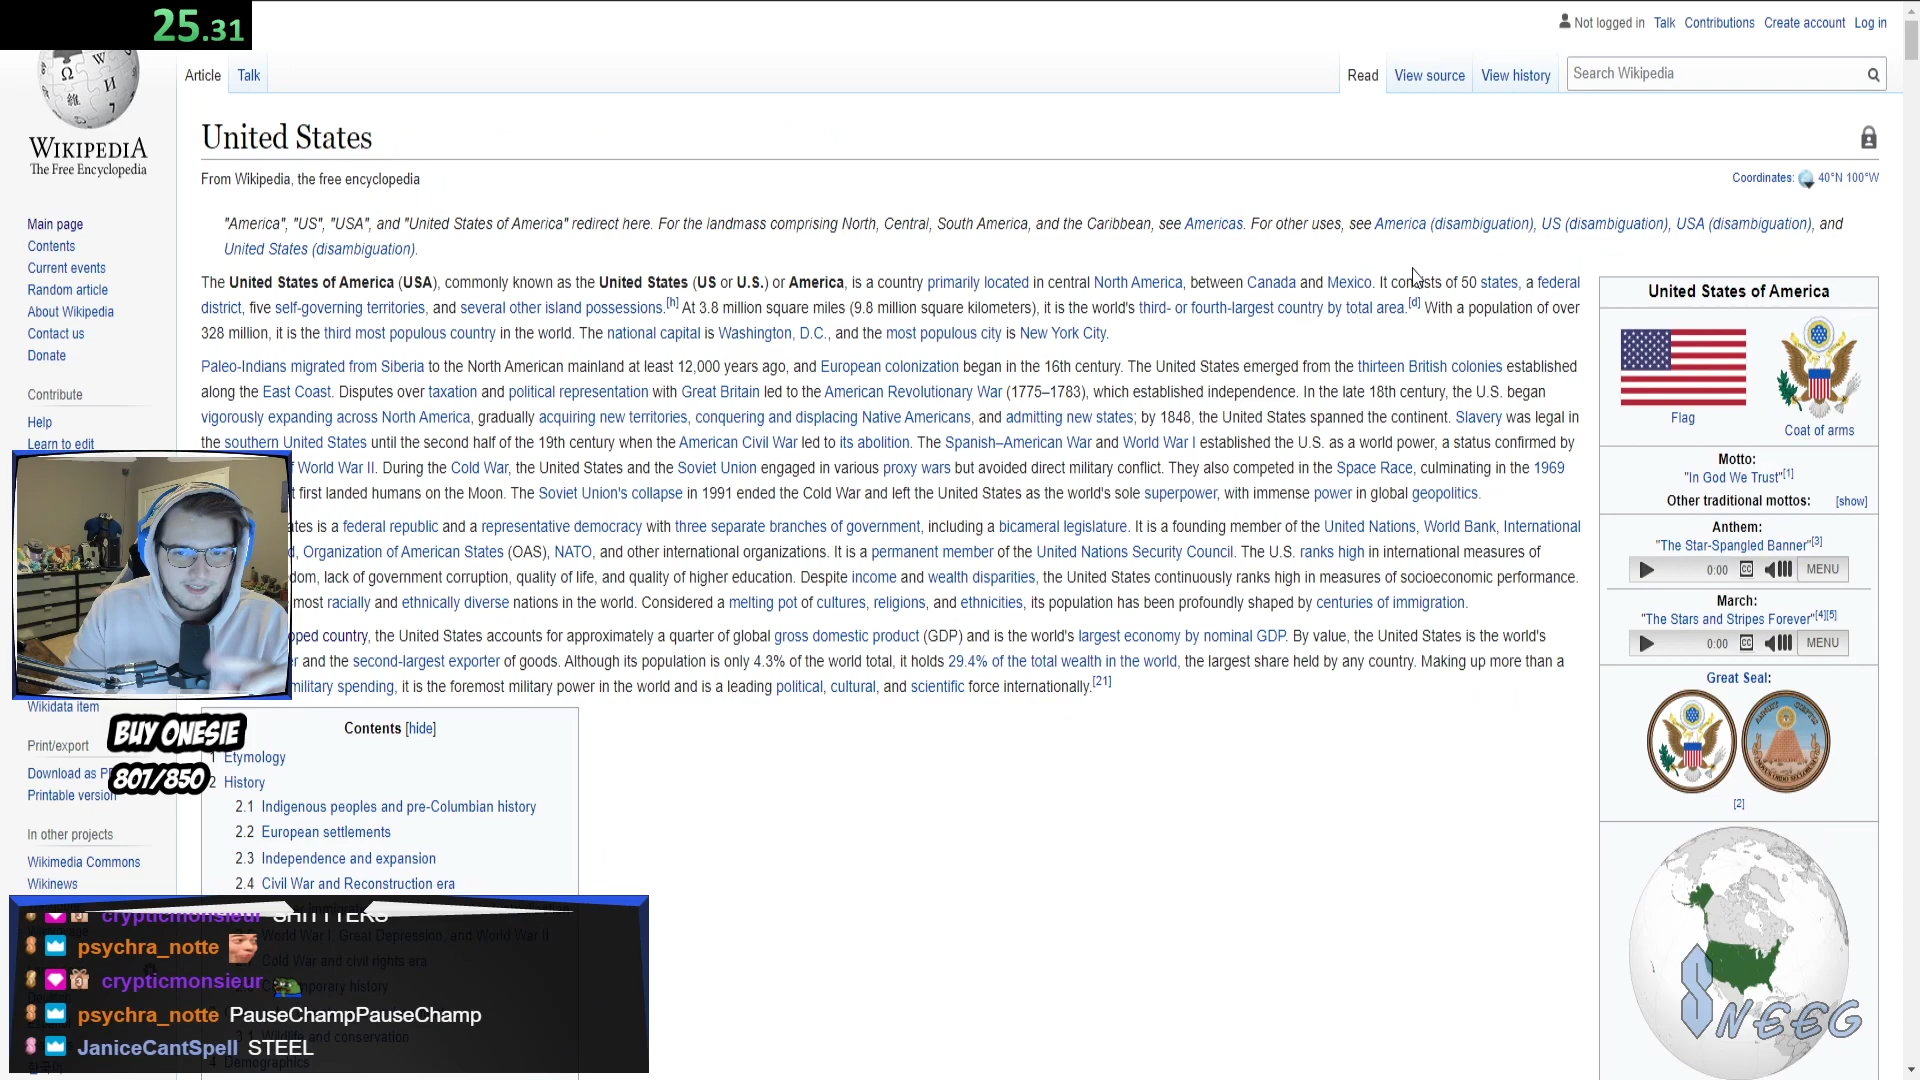 25.31
Not logged in Talk Contributions Create account Log in
Article Talk
Read View source View history Search Wikipedia
WIKIPEDIA
The Free Encyclopedia
Main page
Contents
Current events
Random article
About Wikipedia
Contact us
Donate
Contribute
Help
Learn to edit
Wikidata item
Print/export
Download as P
Printable version
In other projects
Wikimedia Commons
Wikinews
United States
From Wikipedia, the free encyclopedia
Coordinates: 40°N 100°W
"America", "US", "USA", and "United States of America" redirect here. For the landmass comprising North, Central, South America, and the Caribbean, see Americas. For other uses, see America (disambiguation), US (disambiguation), USA (disambiguation), and
United States (disambiguation).
The United States of America (USA), commonly known as the United States (US or U.S.) or America, is a country primarily located in central North America, between Canada and Mexico. It consists of 50 states, a federal
district, five self-governing territories, and several other island possessions.[h] At 3.8 million square miles (9.8 million square kilometers), it is the world's third- or fourth-largest country by total area.[d] With a population of over
328 million, it is the third most populous country in the world. The national capital is Washington, D.C., and the most populous city is New York City.
Paleo-Indians migrated from Siberia to the North American mainland at least 12,000 years ago, and European colonization began in the 16th century. The United States emerged from the thirteen British colonies established
along the East Coast. Disputes over taxation and political representation with Great Britain led to the American Revolutionary War (1775–1783), which established independence. In the late 18th century, the U.S. began
vigorously expanding across North America, gradually acquiring new territories, conquering and displacing Native Americans, and admitting new states; by 1848, the United States spanned the continent. Slavery was legal in
the southern United States until the second half of the 19th century when the American Civil War led to its abolition. The Spanish–American War and World War I established the U.S. as a world power, a status confirmed by
f World War II. During the Cold War, the United States and the Soviet Union engaged in various proxy wars but avoided direct military conflict. They also competed in the Space Race, culminating in the 1969
t first landed humans on the Moon. The Soviet Union's collapse in 1991 ended the Cold War and left the United States as the world's sole superpower, with immense power in global geopolitics.
tes is a federal republic and a representative democracy with three separate branches of government, including a bicameral legislature. It is a founding member of the United Nations, World Bank, International
d, Organization of American States (OAS), NATO, and other international organizations. It is a permanent member of the United Nations Security Council. The U.S. ranks high in international measures of
dom, lack of government corruption, quality of life, and quality of higher education. Despite income and wealth disparities, the United States continuously ranks high in measures of socioeconomic performance.
most racially and ethnically diverse nations in the world. Considered a melting pot of cultures, religions, and ethnicities, its population has been profoundly shaped by centuries of immigration.
oped country, the United States accounts for approximately a quarter of global gross domestic product (GDP) and is the world's largest economy by nominal GDP. By value, the United States is the world's
r and the second-largest exporter of goods. Although its population is only 4.3% of the world total, it holds 29.4% of the total wealth in the world, the largest share held by any country. Making up more than a
military spending, it is the foremost military power in the world and is a leading political, cultural, and scientific force internationally.[21]
Contents [hide]
1 Etymology
2 History
2.1 Indigenous peoples and pre-Columbian history
2.2 European settlements
2.3 Independence and expansion
2.4 Civil War and Reconstruction era
World War I, Great Depression, and World War II
Cold War and civil rights era
mporary history
3.1 Wildlife and conservation
4 Demographics
United States of America
Flag
Coat of arms
Motto:
"In God We Trust"[1]
Other traditional mottos: [show]
Anthem:
"The Star-Spangled Banner"[3]
0:00 CC MENU
March:
"The Stars and Stripes Forever"[4][5]
0:00 CC MENU
Great Seal:
[2]
BUY ONESIE
807/850
crypticmonsieur SHITTERS
psychra_notte
crypticmonsieur
psychra_notte PauseChampPauseChamp
JaniceCantSpell STEEL
SNEEG